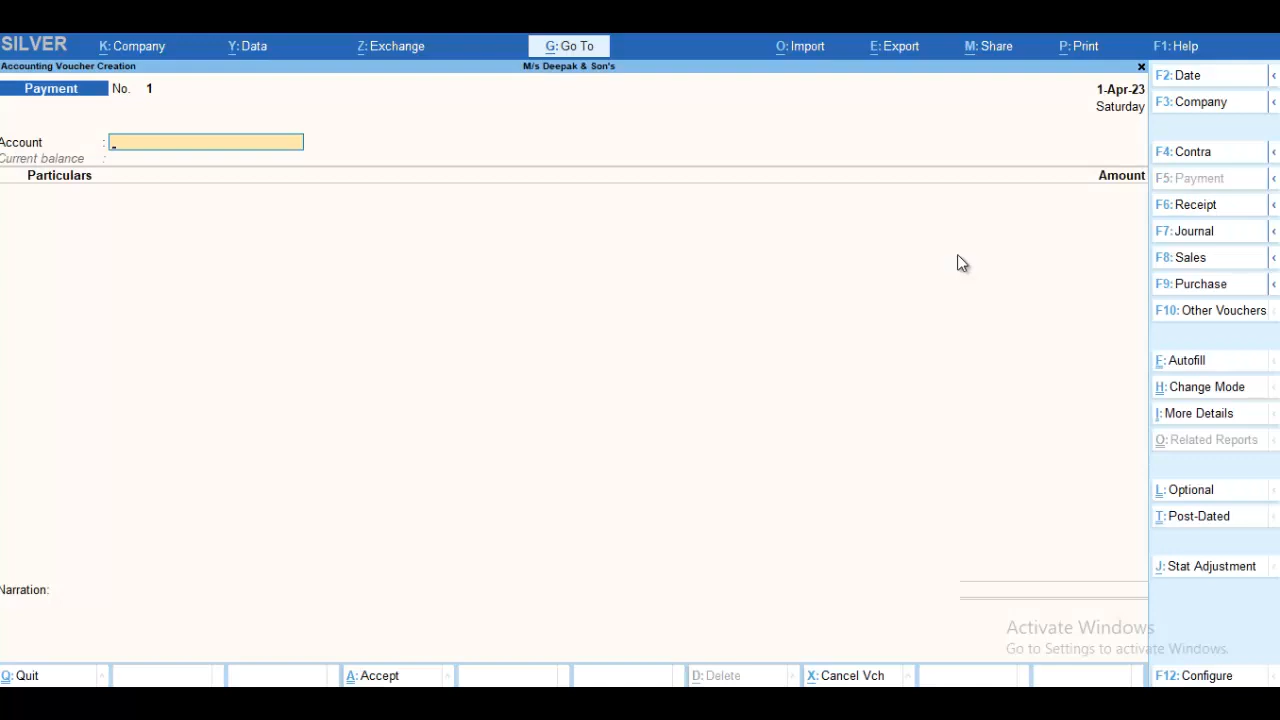 SILVER K: Company Y: Data Z: Exchange G: Go To O: Import E: Export M: Share P: Print F1: Help
Accounting Voucher Creation M/s Deepak & Son's
Payment No. 1 1-Apr-23
Saturday
Account :
Current balance :
Particulars Amount
Narration:
F2: Date
F3: Company
F4: Contra
F5: Payment
F6: Receipt
F7: Journal
F8: Sales
F9: Purchase
F10: Other Vouchers
F: Autofill
H: Change Mode
I: More Details
O: Related Reports
L: Optional
T: Post-Dated
J: Stat Adjustment
Activate Windows
Go to Settings to activate Windows.
Q: Quit A: Accept D: Delete X: Cancel Vch F12: Configure